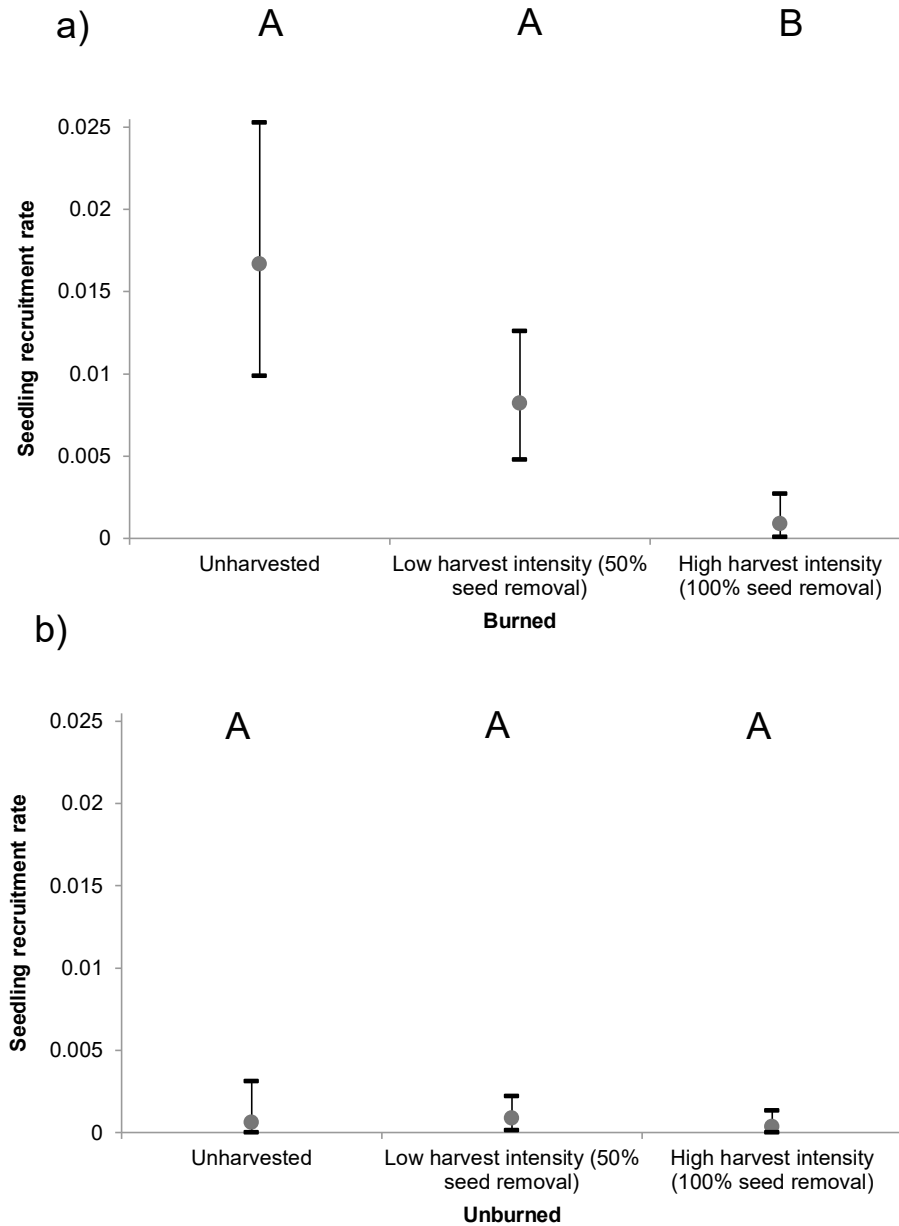 a)
A A B
0.025
0.02
0.015
0.01
0.005
0
Seedling recruitment rate
Unharvested
Low harvest intensity (50%
seed removal)
High harvest intensity
(100% seed removal)
Burned
b)
A A A
0.025
0.02
0.015
0.01
0.005
0
Seedling recruitment rate
Unharvested
Low harvest intensity (50%
seed removal)
High harvest intensity
(100% seed removal)
Unburned